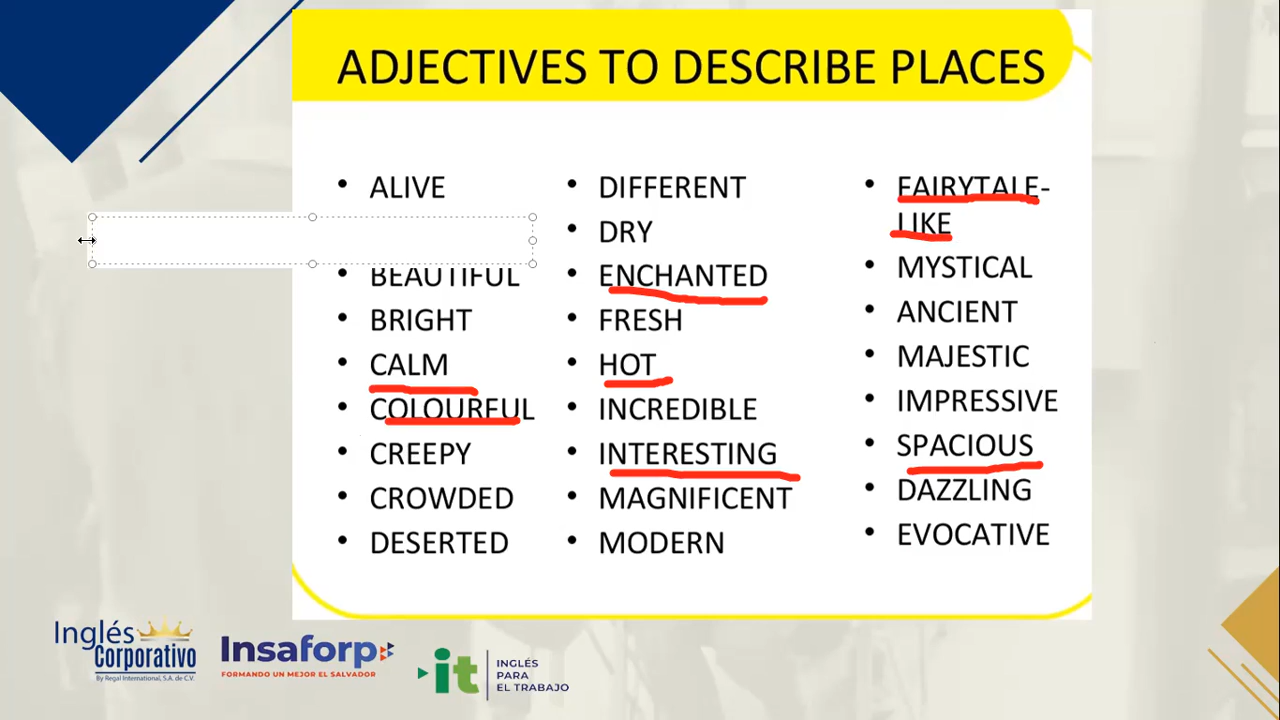 ADJECTIVES TO DESCRIBE PLACES
• ALIVE
BEAUTIFUL
• BRIGHT
• CALM
• COLOURFUL
• CREEPY
• CROWDED
• DESERTED
• DIFFERENT
• DRY
• ENCHANTED
• FRESH
• HOT
• INCREDIBLE
• INTERESTING
• MAGNIFICENT
• MODERN
• FAIRYTALE-
LIKE
• MYSTICAL
• ANCIENT
• MAJESTIC
• IMPRESSIVE
• SPACIOUS
• DAZZLING
• EVOCATIVE
Inglés
Corporativo
By Regal International, S.A. de C.V.
Insaforp
FORMANDO UN MEJOR EL SALVADOR
it
INGLÉS
PARA
EL TRABAJO